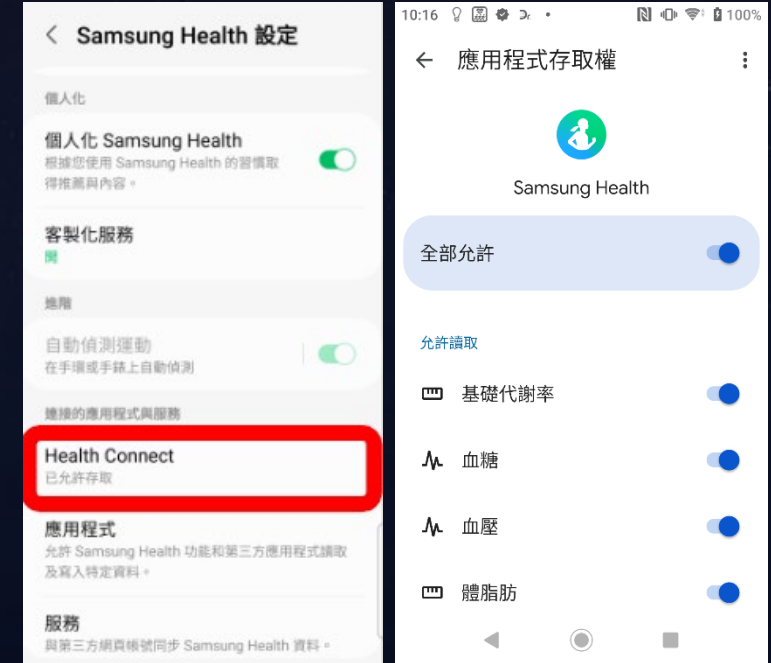 Samsung Health 設定
個人化
個人化 Samsung Health
根據您使用 Samsung Health 的習慣取
得推薦與內容。
客製化服務
開
進階
自動偵測運動
在手環或手錶上自動偵測
連接的應用程式與服務
Health Connect
已允許存取
應用程式
允許 Samsung Health 功能和第三方應用程式讀取
及寫入特定資料。
服務
與第三方網頁帳號同步 Samsung Health 資料。
10:16
100%
應用程式存取權
Samsung Health
全部允許
允許讀取
基礎代謝率
血糖
血壓
體脂肪